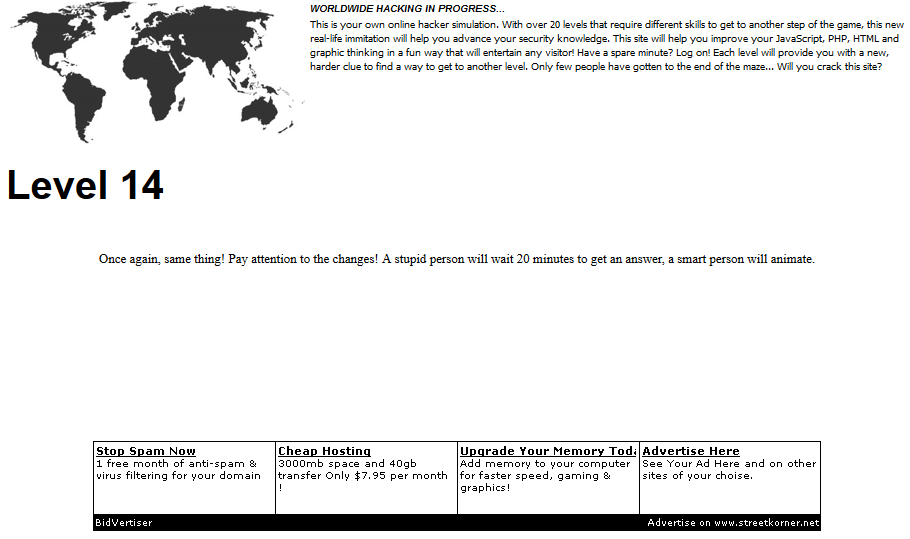 WORLDWIDE HACKING IN PROGRESS...
This is your own online hacker simulation. With over 20 levels that require different skills to get to another step of the game, this new
real-life immitation will help you advance your security knowledge. This site will help you improve your JavaScript, PHP, HTML and
graphic thinking in a fun way that will entertain any visitor! Have a spare minute? Log on! Each level will provide you with a new,
harder clue to find a way to get to another level. Only few people have gotten to the end of the maze... Will you crack this site?
Level 14
Once again, same thing! Pay attention to the changes! A stupid person will wait 20 minutes to get an answer, a smart person will animate.
Stop Spam Now
1 free month of anti-spam &
virus filtering for your domain
Cheap Hosting
3000mb space and 40gb
transfer Only $7.95 per month
!
Upgrade Your Memory Toda
Add memory to your computer
for faster speed, gaming &
graphics!
Advertise Here
See Your Ad Here and on other
sites of your choise.
BidVertiser
Advertise on www.streetkorner.net